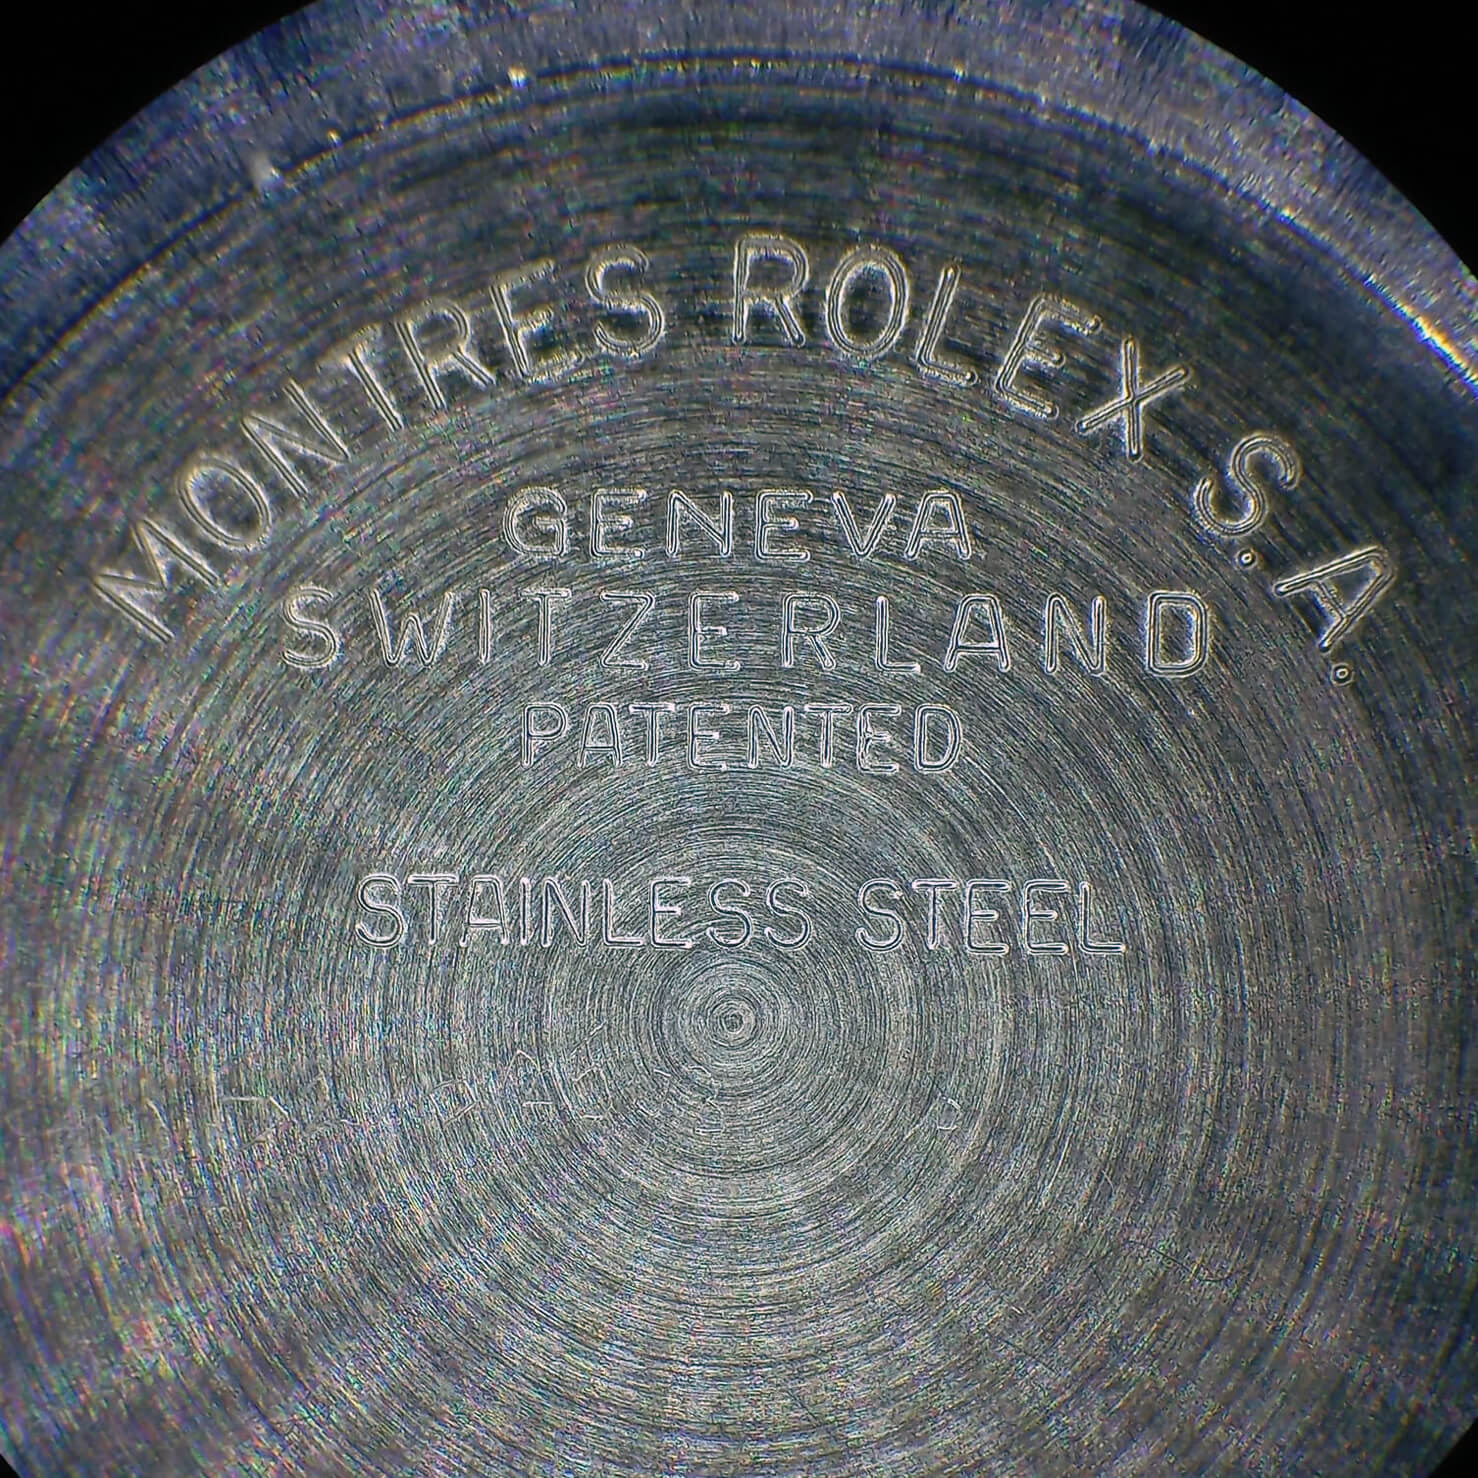 MONTRES ROLEX S.A.
GENEVA
SWITZERLAND
PATENTED
STAINLESS STEEL